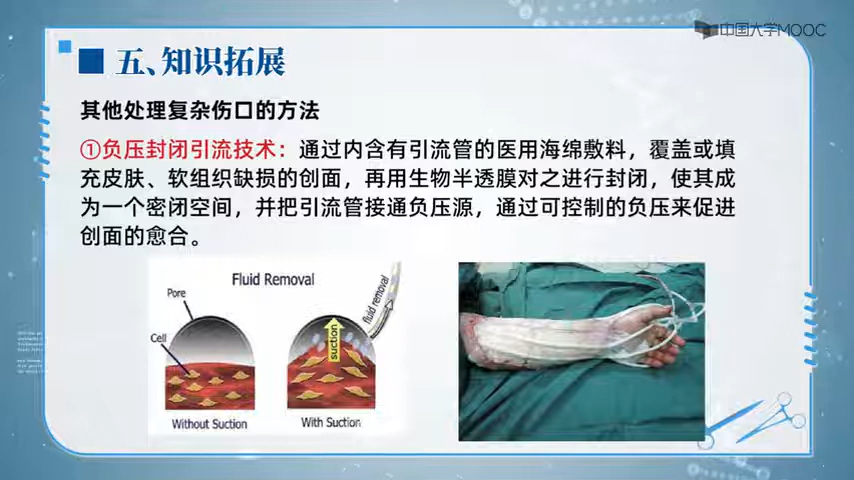 中国大学MOOC
五、知识拓展
其他处理复杂伤口的方法
①负压封闭引流技术：通过内含有引流管的医用海绵敷料，覆盖或填
充皮肤、软组织缺损的创面，再用生物半透膜对之进行封闭，使其成
为一个密闭空间，并把引流管接通负压源，通过可控制的负压来促进
创面的愈合。
Fluid Removal
Pore
fluid removal
Cell
suction
Without Suction
With Suction